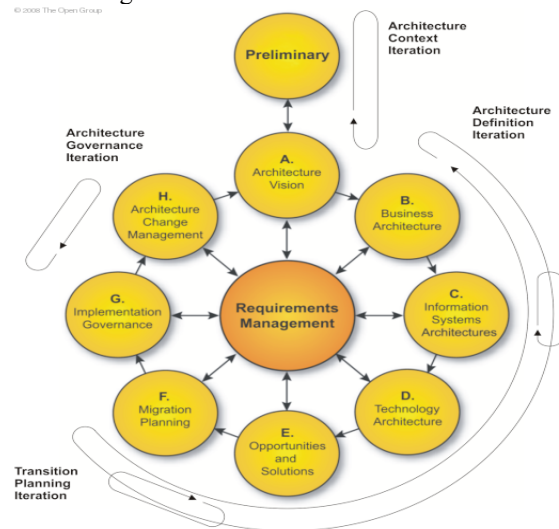 © 2008 The Open Group
Preliminary
Architecture
Context
Iteration
Architecture
Definition
Iteration
Architecture
Governance
Iteration
A.
Architecture
Vision
H.
Architecture
Change
Management
B.
Business
Architecture
G.
Implementation
Governance
Requirements
Management
C.
Information
Systems
Architectures
F.
Migration
Planning
D.
Technology
Architecture
E.
Opportunities
and
Solutions
Transition
Planning
Iteration